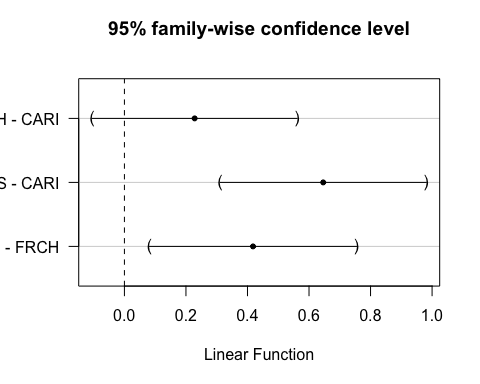 95% family-wise confidence level
H - CARI
S - CARI
- FRCH
0.0 0.2 0.4 0.6 0.8 1.0
Linear Function